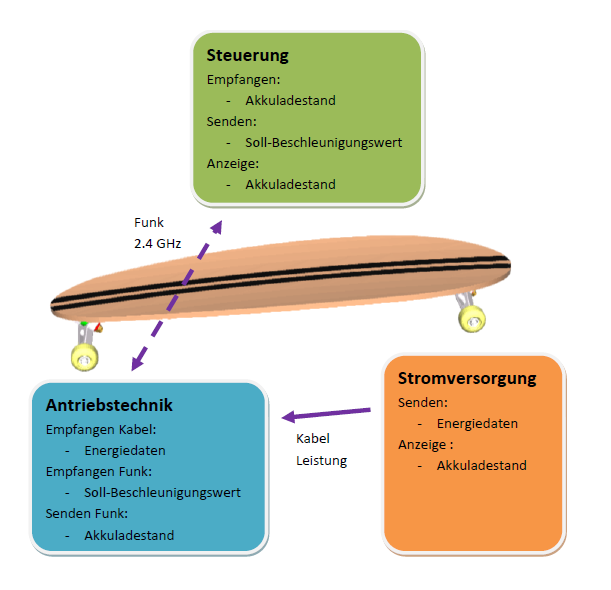 Steuerung
Empfangen:
- Akkuladestand
Senden:
- Soll-Beschleunigungswert
Anzeige:
- Akkuladestand
Funk
2.4 GHz
Antriebstechnik
Empfangen Kabel:
- Energiedaten
Empfangen Funk:
- Soll-Beschleunigungswert
Senden Funk:
- Akkuladestand
Kabel
Leistung
Stromversorgung
Senden:
- Energiedaten
Anzeige :
- Akkuladestand